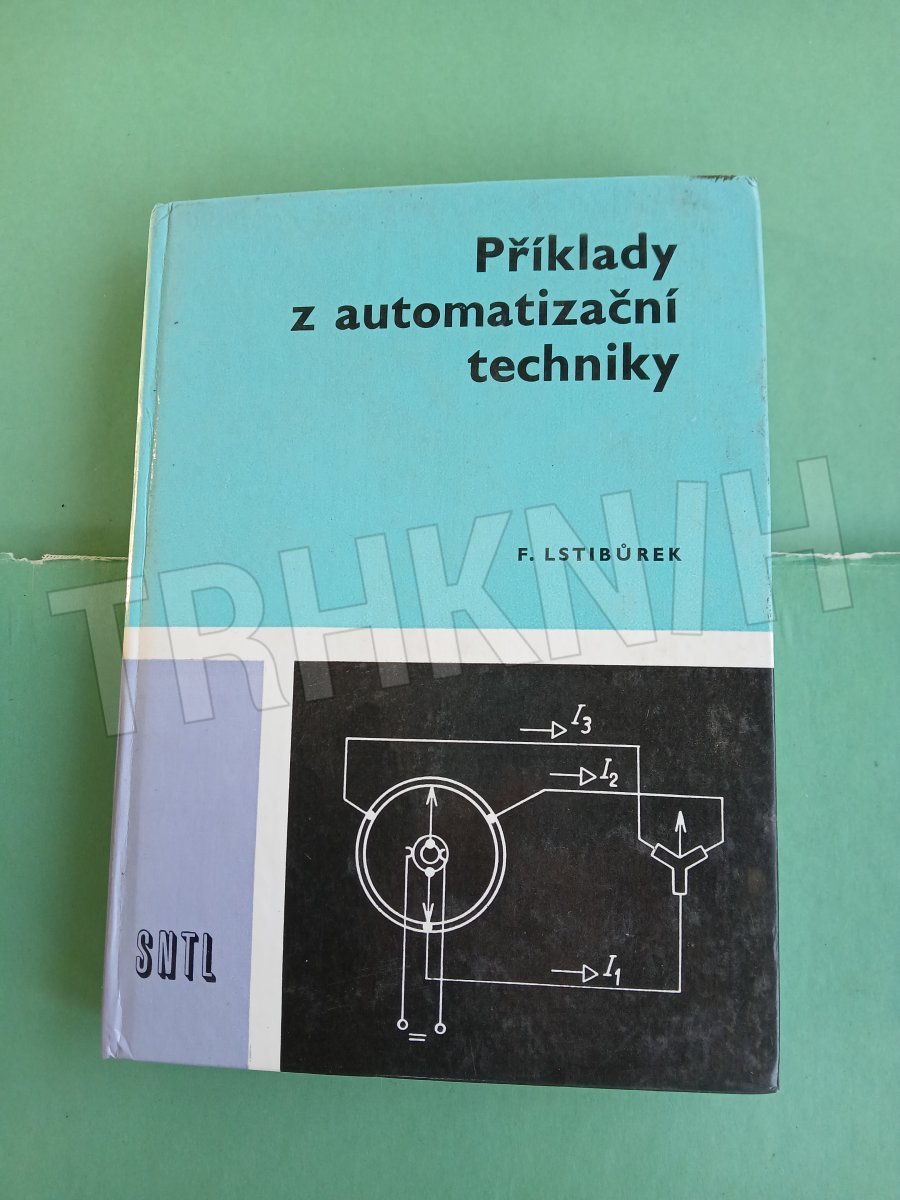 Příklady
z automatizační
techniky
F. LSTIBŮREK
TRHKNIH
I₃
I₂
I₁
=
SNTL